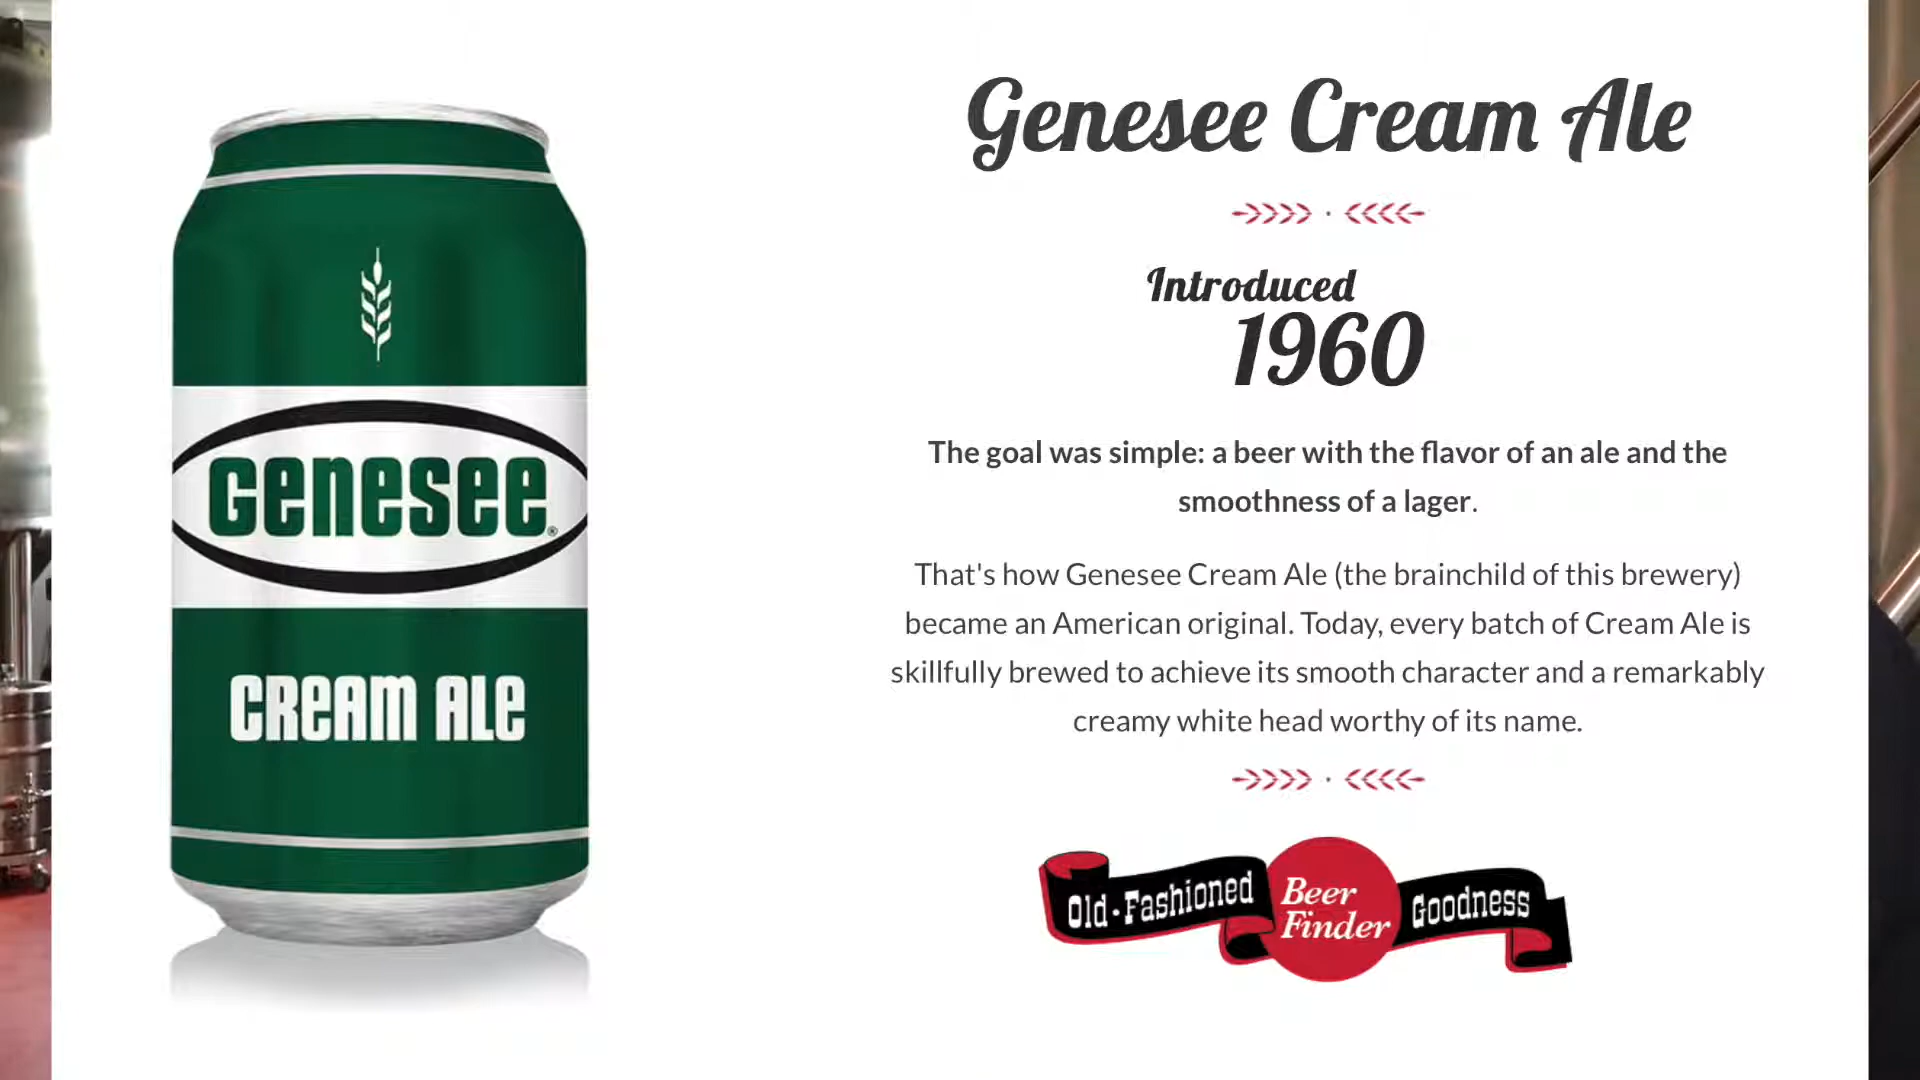 Genesee Cream Ale
Introduced
1960
The goal was simple: a beer with the flavor of an ale and the
smoothness of a lager.
That's how Genesee Cream Ale (the brainchild of this brewery)
became an American original. Today, every batch of Cream Ale is
skillfully brewed to achieve its smooth character and a remarkably
creamy white head worthy of its name.
Old-Fashioned Beer Finder Goodness
GENESEE®
CREAM ALE